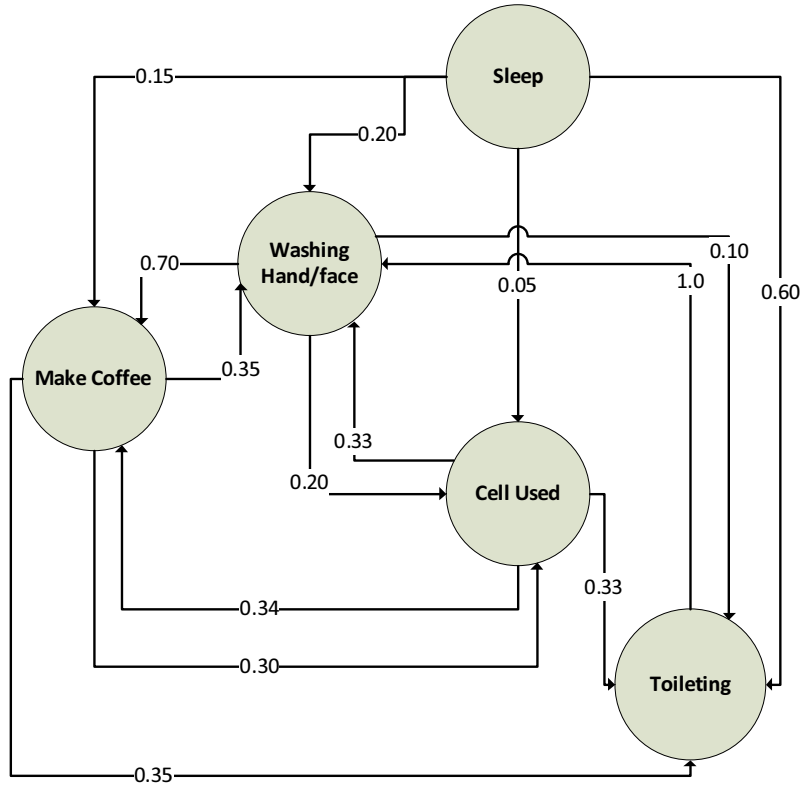 Sleep
0.15
0.20
Washing
Hand/face
0.10
0.70
1.0
0.05
0.60
Make Coffee
0.35
0.33
0.20
Cell Used
0.33
0.34
0.30
Toileting
0.35